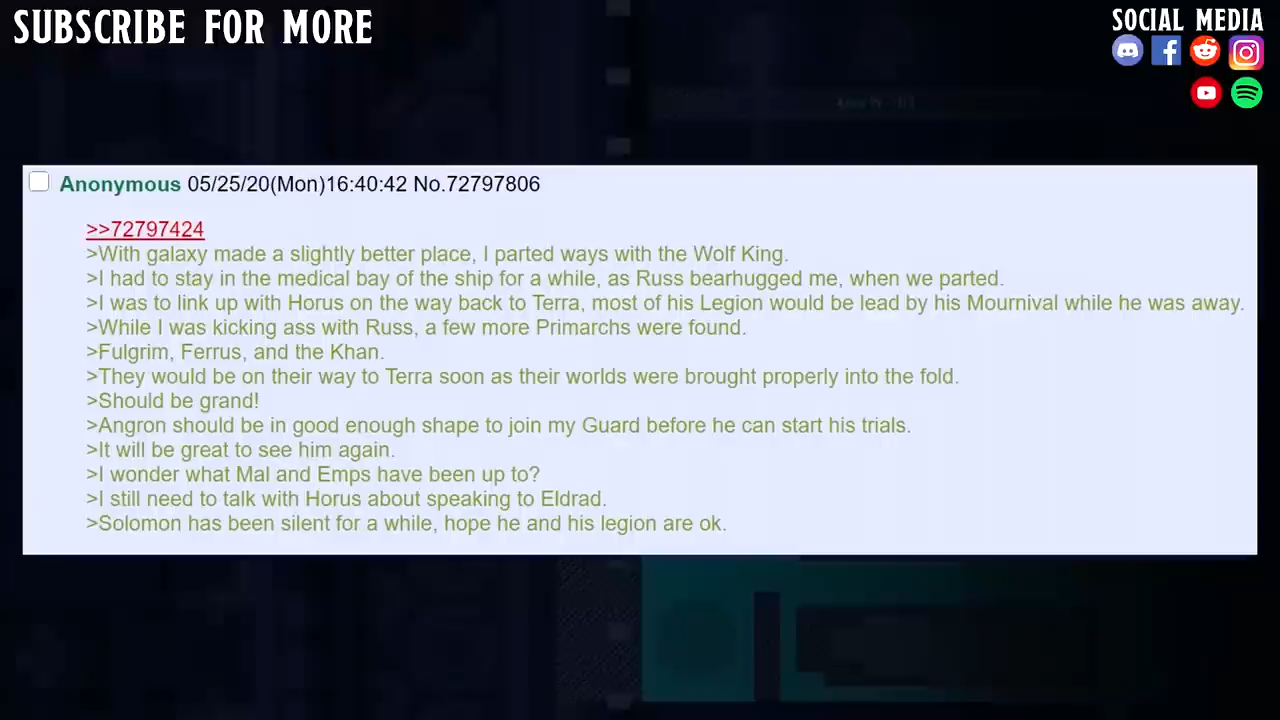 SUBSCRIBE FOR MORE
SOCIAL MEDIA
Anonymous 05/25/20(Mon)16:40:42 No.72797806
>>72797424
>With galaxy made a slightly better place, I parted ways with the Wolf King.
>I had to stay in the medical bay of the ship for a while, as Russ bearhugged me, when we parted.
>I was to link up with Horus on the way back to Terra, most of his Legion would be lead by his Mournival while he was away.
>While I was kicking ass with Russ, a few more Primarchs were found.
>Fulgrim, Ferrus, and the Khan.
>They would be on their way to Terra soon as their worlds were brought properly into the fold.
>Should be grand!
>Angron should be in good enough shape to join my Guard before he can start his trials.
>It will be great to see him again.
>I wonder what Mal and Emps have been up to?
>I still need to talk with Horus about speaking to Eldrad.
>Solomon has been silent for a while, hope he and his legion are ok.